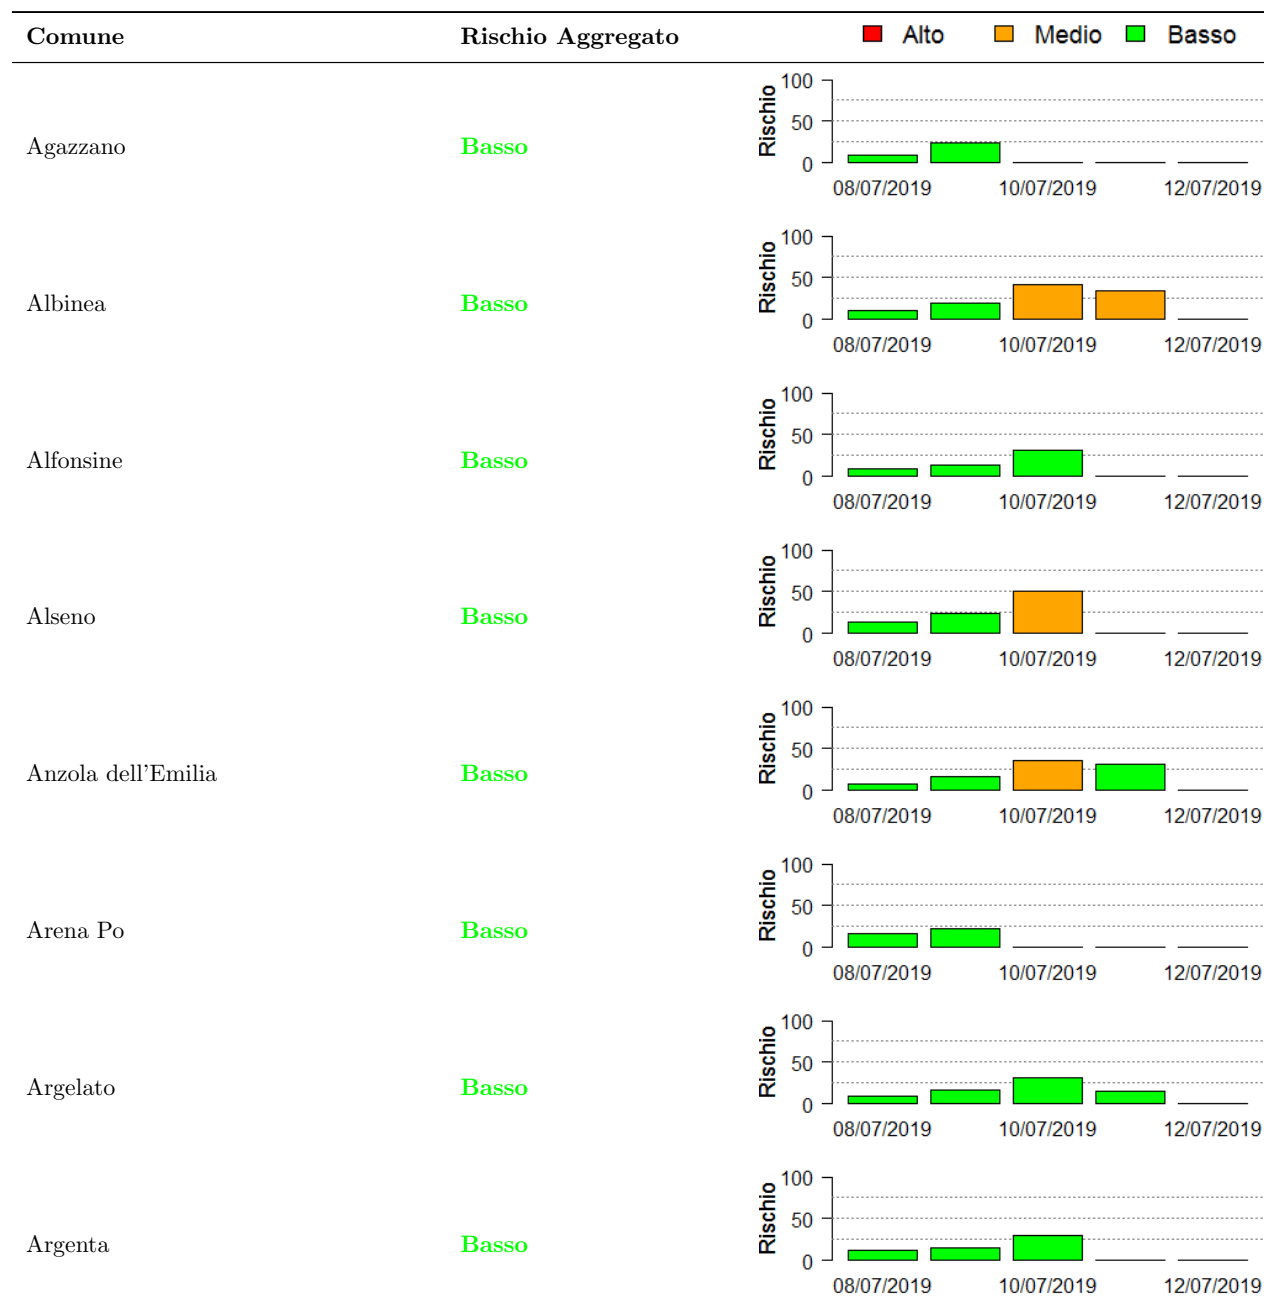 Comune Rischio Aggregato Alto Medio Basso
Agazzano Basso Rischio 100 50 0
08/07/2019 10/07/2019 12/07/2019
Albinea Basso Rischio 100 50 0
08/07/2019 10/07/2019 12/07/2019
Alfonsine Basso Rischio 100 50 0
08/07/2019 10/07/2019 12/07/2019
Alseno Basso Rischio 100 50 0
08/07/2019 10/07/2019 12/07/2019
Anzola dell'Emilia Basso Rischio 100 50 0
08/07/2019 10/07/2019 12/07/2019
Arena Po Basso Rischio 100 50 0
08/07/2019 10/07/2019 12/07/2019
Argelato Basso Rischio 100 50 0
08/07/2019 10/07/2019 12/07/2019
Argenta Basso Rischio 100 50 0
08/07/2019 10/07/2019 12/07/2019